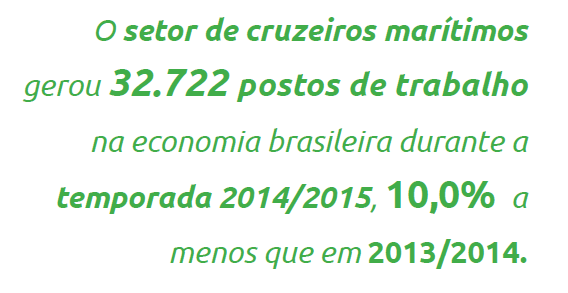 O setor de cruzeiros marítimos
gerou 32.722 postos de trabalho
na economia brasileira durante a
temporada 2014/2015, 10,0% a
menos que em 2013/2014.